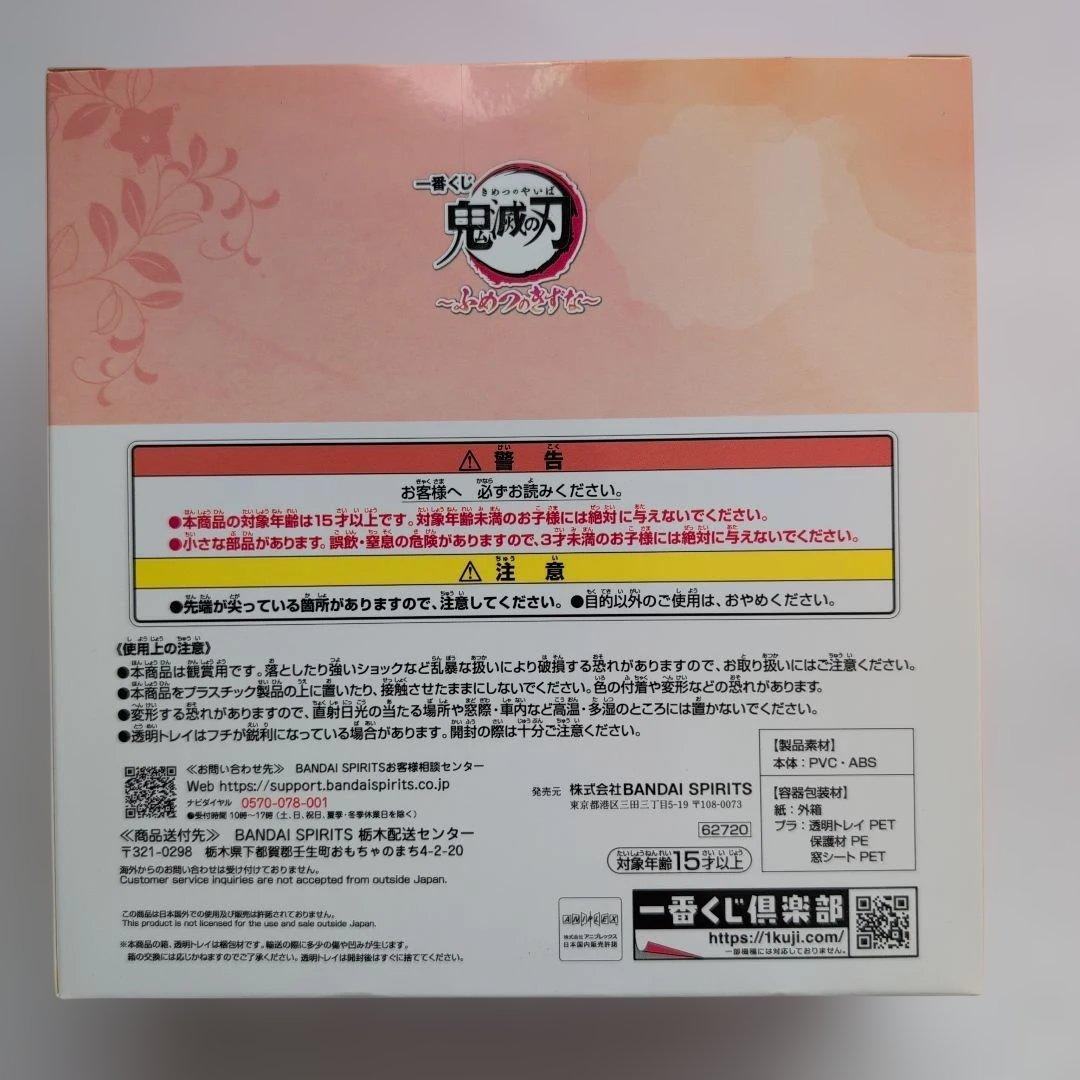 一番くじ
きめつのやいば
鬼滅の刃
～ふめつのきずな～
⚠ 警告
お客様へ 必ずお読みください。
●本商品の対象年齢は15才以上です。対象年齢未満のお子様には絶対に与えないでください。
●小さな部品があります。誤飲・窒息の危険がありますので、3才未満のお子様には絶対に与えないでください。
⚠ 注意
●先端が尖っている箇所がありますので、注意してください。●目的以外のご使用は、おやめください。
《使用上の注意》
●本商品は観賞用です。落としたり強いショックなど乱暴な扱いにより破損する恐れがありますので、お取り扱いにはご注意ください。
●本商品をプラスチック製品の上に置いたり、接触させたままにしないでください。色の付着や変形などの恐れがあります。
●変形する恐れがありますので、直射日光の当たる場所や窓際・車内など高温・多湿のところには置かないでください。
●透明トレイはフチが鋭利になっている場合があります。開封の際は十分ご注意ください。
≪お問い合わせ先≫ BANDAI SPIRITSお客様相談センター
Web https://support.bandaispirits.co.jp
ナビダイヤル 0570-078-001
●受付時間 10時～17時(土、日、祝日、夏季・冬季休業日を除く)
≪商品送付先≫ BANDAI SPIRITS 栃木配送センター
〒321-0298 栃木県下都賀郡壬生町おもちゃのまち4-2-20
海外からのお問い合わせは受け付けておりません。
Customer service inquiries are not accepted from outside Japan.
この商品は日本国外での使用及び販売は許諾されておりません。
This product is not licensed for the use and sale outside Japan.
※本商品の箱、透明トレイは梱包材です。輸送の際に多少の傷や凹みが生じます。
箱の交換には応じかねますのでご了承ください。透明トレイは開封後はすぐに捨ててください。
発売元 株式会社BANDAI SPIRITS
東京都港区三田三丁目5-19 〒108-0073
62720
対象年齢15才以上
【製品素材】
本体：PVC・ABS
【容器包装材】
紙：外箱
プラ：透明トレイ PET
保護材 PE
窓シート PET
ANIPLEX
株式会社アニプレックス
日本国内販売許諾
一番くじ倶楽部
https://1kuji.com/
一部機種には対応しておりません。